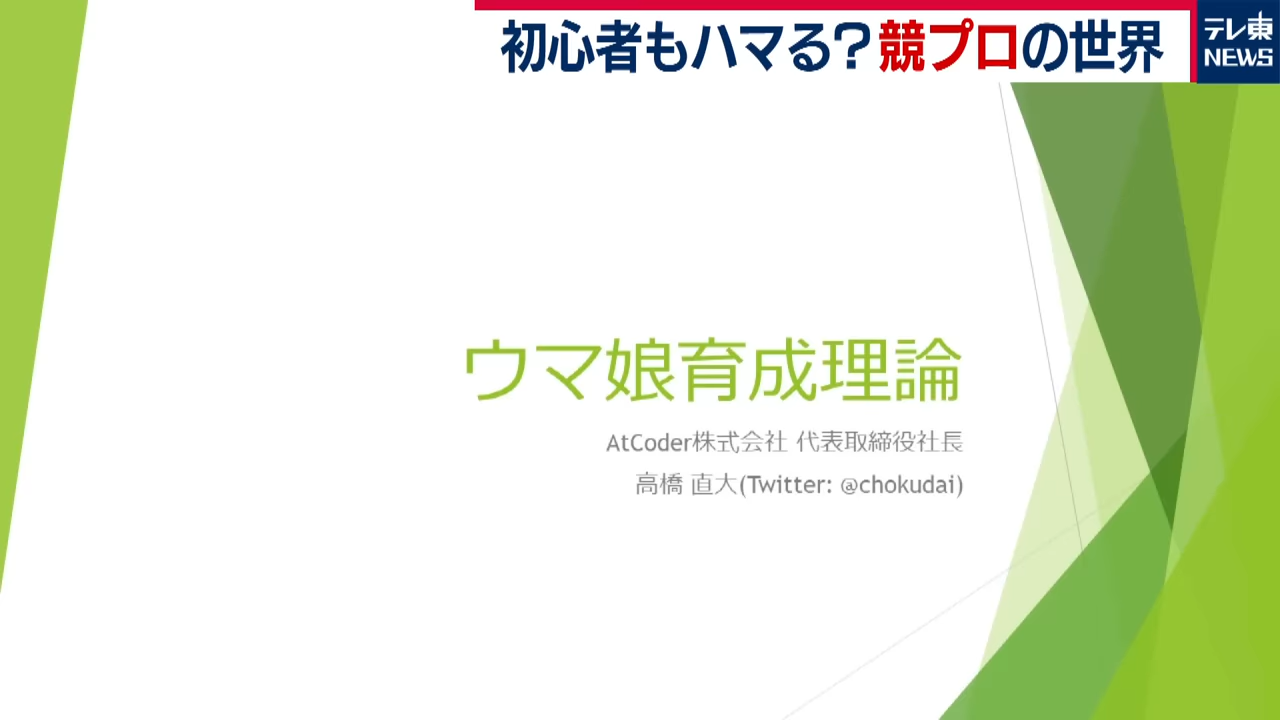 初心者もハマる?競プロの世界
テレ東
NEWS
ウマ娘育成理論
AtCoder株式会社 代表取締役社長
高橋 直大(Twitter: @chokudai)